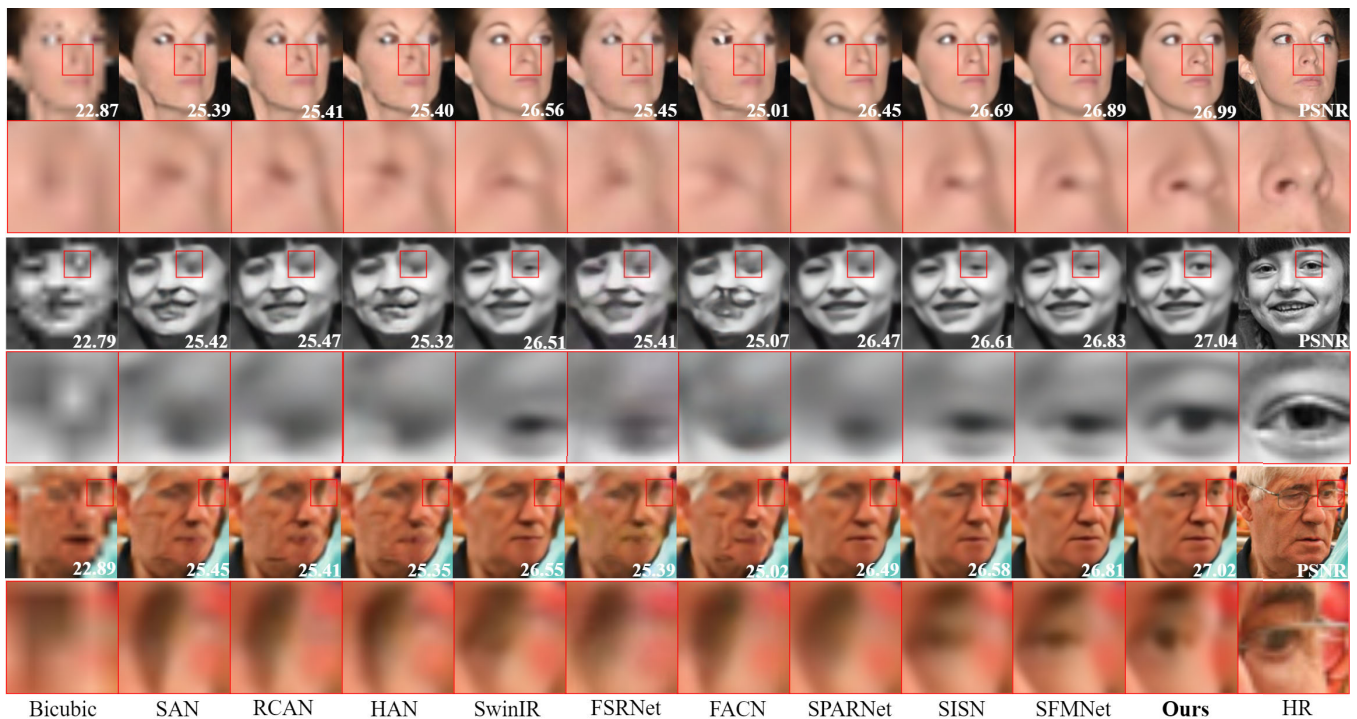 22.87 25.39 25.41 25.40 26.56 25.45 25.01 26.45 26.69 26.89 26.99 PSNR
22.79 25.42 25.47 25.32 26.51 25.41 25.07 26.47 26.61 26.83 27.04 PSNR
22.89 25.45 25.41 25.35 26.55 25.39 25.02 26.49 26.58 26.81 27.02 PSNR
Bicubic SAN RCAN HAN SwinIR FSRNet FACN SPARNet SISN SFMNet Ours HR